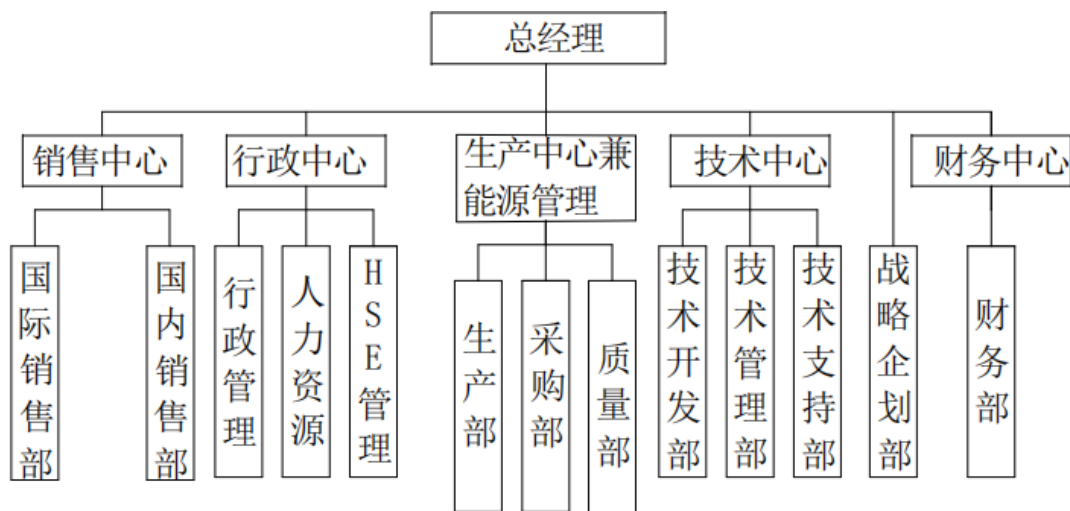 总经理
销售中心
行政中心
生产中心兼
能源管理
技术中心
财务中心
国际销售部
国内销售部
行政管理
人力资源
HSE管理
生产部
采购部
质量部
技术开发部
技术管理部
技术支持部
战略企划部
财务部